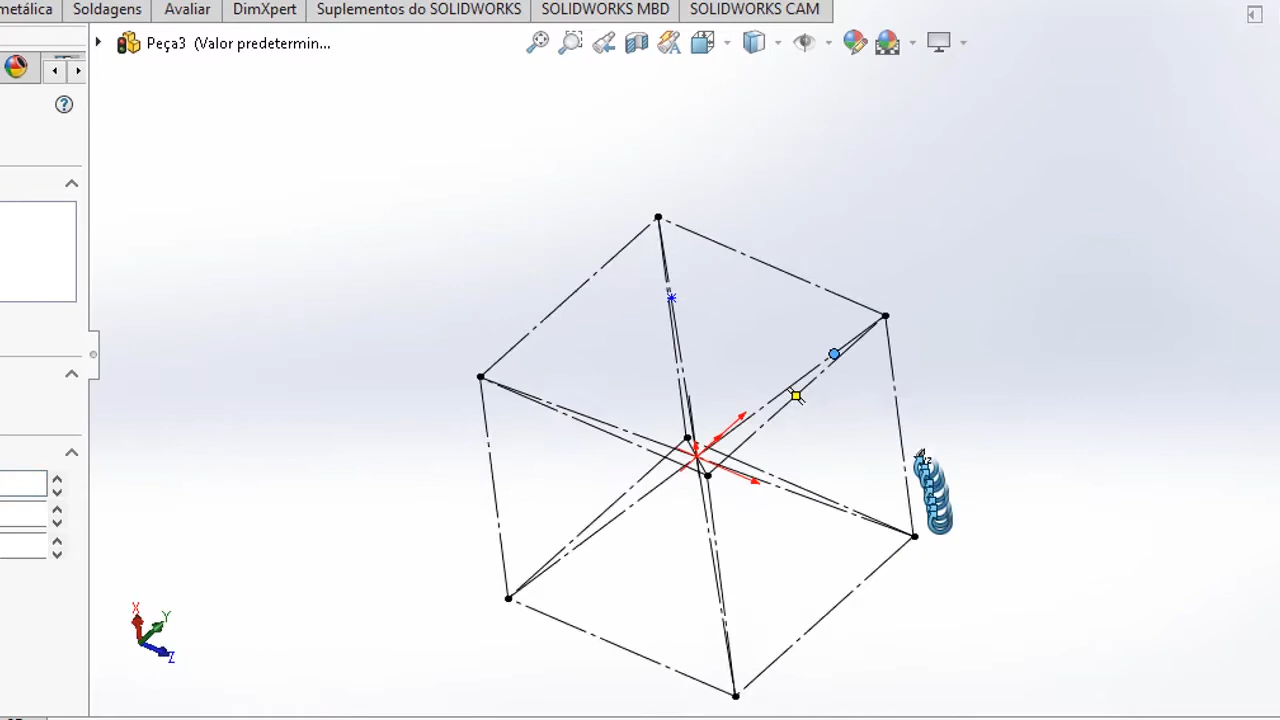 metálica Soldagens Avaliar DimXpert Suplementos do SOLIDWORKS SOLIDWORKS MBD SOLIDWORKS CAM
Peça3 (Valor predetermin...
X
Y
Z